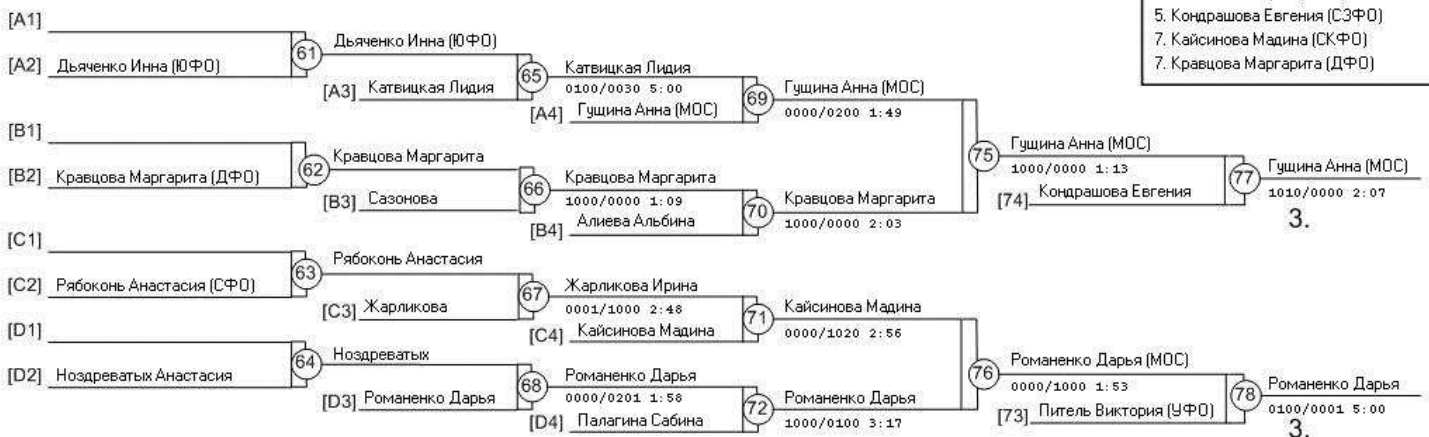 5. Кондрашова Евгения (СЗФО)
7. Кайсинова Мадина (СКФО)
7. Кравцова Маргарита (ДФО)
[A1]
[A2] Дьяченко Инна (ЮФО)
61
Дьяченко Инна (ЮФО)
[A3] Катвицкая Лидия
65
Катвицкая Лидия
0100/0030 5:00
[A4] Гущина Анна (МОС)
69
Гущина Анна (МОС)
0000/0200 1:49
[B1]
[B2] Кравцова Маргарита (ДФО)
62
Кравцова Маргарита
[B3] Сазонова
66
Кравцова Маргарита
1000/0000 1:09
[B4] Алиева Альбина
70
Кравцова Маргарита
1000/0000 2:03
75
Гущина Анна (МОС)
1000/0000 1:13
[74] Кондрашова Евгения
77
Гущина Анна (МОС)
1010/0000 2:07
3.
[C1]
[C2] Рябоконь Анастасия (СФО)
63
Рябоконь Анастасия
[C3] Жарликова
67
Жарликова Ирина
0001/1000 2:48
[C4] Кайсинова Мадина
71
Кайсинова Мадина
0000/1020 2:56
[D1]
[D2] Ноздреватых Анастасия
64
Ноздреватых
[D3] Романенко Дарья
68
Романенко Дарья
0000/0201 1:58
[D4] Палагина Сабина
72
Романенко Дарья
1000/0100 3:17
76
Романенко Дарья (МОС)
0000/1000 1:53
[73] Питель Виктория (УФО)
78
Романенко Дарья
0100/0001 5:00
3.